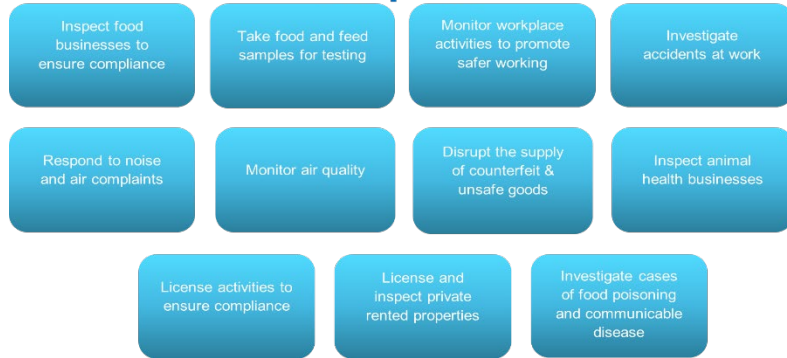 Inspect food
businesses to
ensure compliance
Take food and feed
samples for testing
Monitor workplace
activities to promote
safer working
Investigate
accidents at work
Respond to noise
and air complaints
Monitor air quality
Disrupt the supply
of counterfeit &
unsafe goods
Inspect animal
health businesses
License activities to
ensure compliance
License and
inspect private
rented properties
Investigate cases
of food poisoning
and communicable
disease